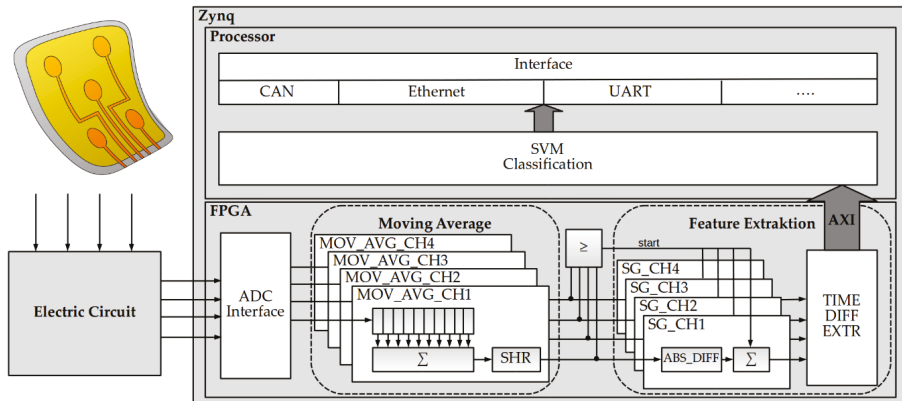 Zynq
Processor
Interface
CAN Ethernet UART ....
SVM
Classification
AXI
FPGA
Moving Average
Feature Extraktion
MOV_AVG_CH4
MOV_AVG_CH3
MOV_AVG_CH2
MOV_AVG_CH1
Σ
SHR
≥
start
SG_CH4
SG_CH3
SG_CH2
SG_CH1
ABS_DIFF
Σ
Electric Circuit
ADC
Interface
TIME
DIFF
EXTR